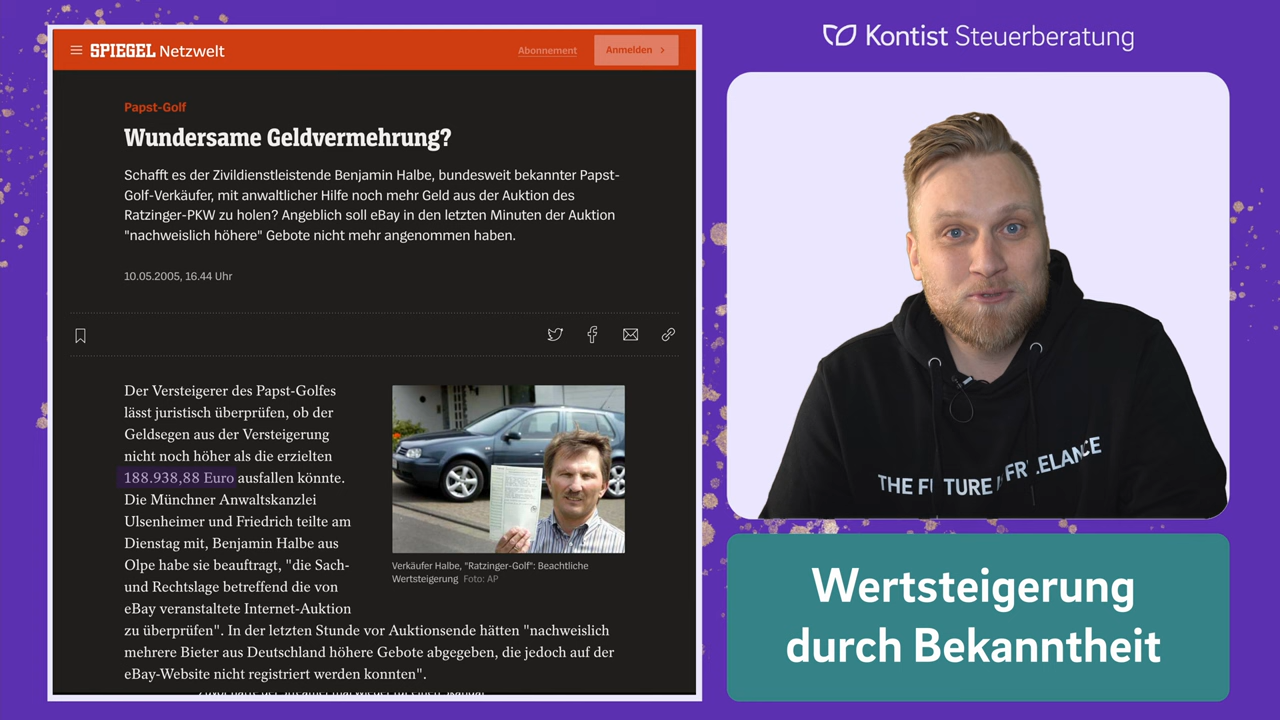 SPIEGEL Netzwelt
Abonnement
Anmelden
Papst-Golf
Wundersame Geldvermehrung?
Schafft es der Zivildienstleistende Benjamin Halbe, bundesweit bekannter Papst-
Golf-Verkäufer, mit anwaltlicher Hilfe noch mehr Geld aus der Auktion des
Ratzinger-PKW zu holen? Angeblich soll eBay in den letzten Minuten der Auktion
"nachweislich höhere" Gebote nicht mehr angenommen haben.
10.05.2005, 16.44 Uhr
Der Versteigerer des Papst-Golfes
lässt juristisch überprüfen, ob der
Geldsegen aus der Versteigerung
nicht noch höher als die erzielten
188.938,88 Euro ausfallen könnte.
Die Münchner Anwaltskanzlei
Ulsenheimer und Friedrich teilte am
Dienstag mit, Benjamin Halbe aus
Olpe habe sie beauftragt, "die Sach-
und Rechtslage betreffend die von
eBay veranstaltete Internet-Auktion
zu überprüfen". In der letzten Stunde vor Auktionsende hätten "nachweislich
mehrere Bieter aus Deutschland höhere Gebote abgegeben, die jedoch auf der
eBay-Website nicht registriert werden konnten".
Verkäufer Halbe, "Ratzinger-Golf": Beachtliche
Wertsteigerung Foto: AP
Kontist Steuerberatung
THE FUTURE FREELANCE
Wertsteigerung
durch Bekanntheit